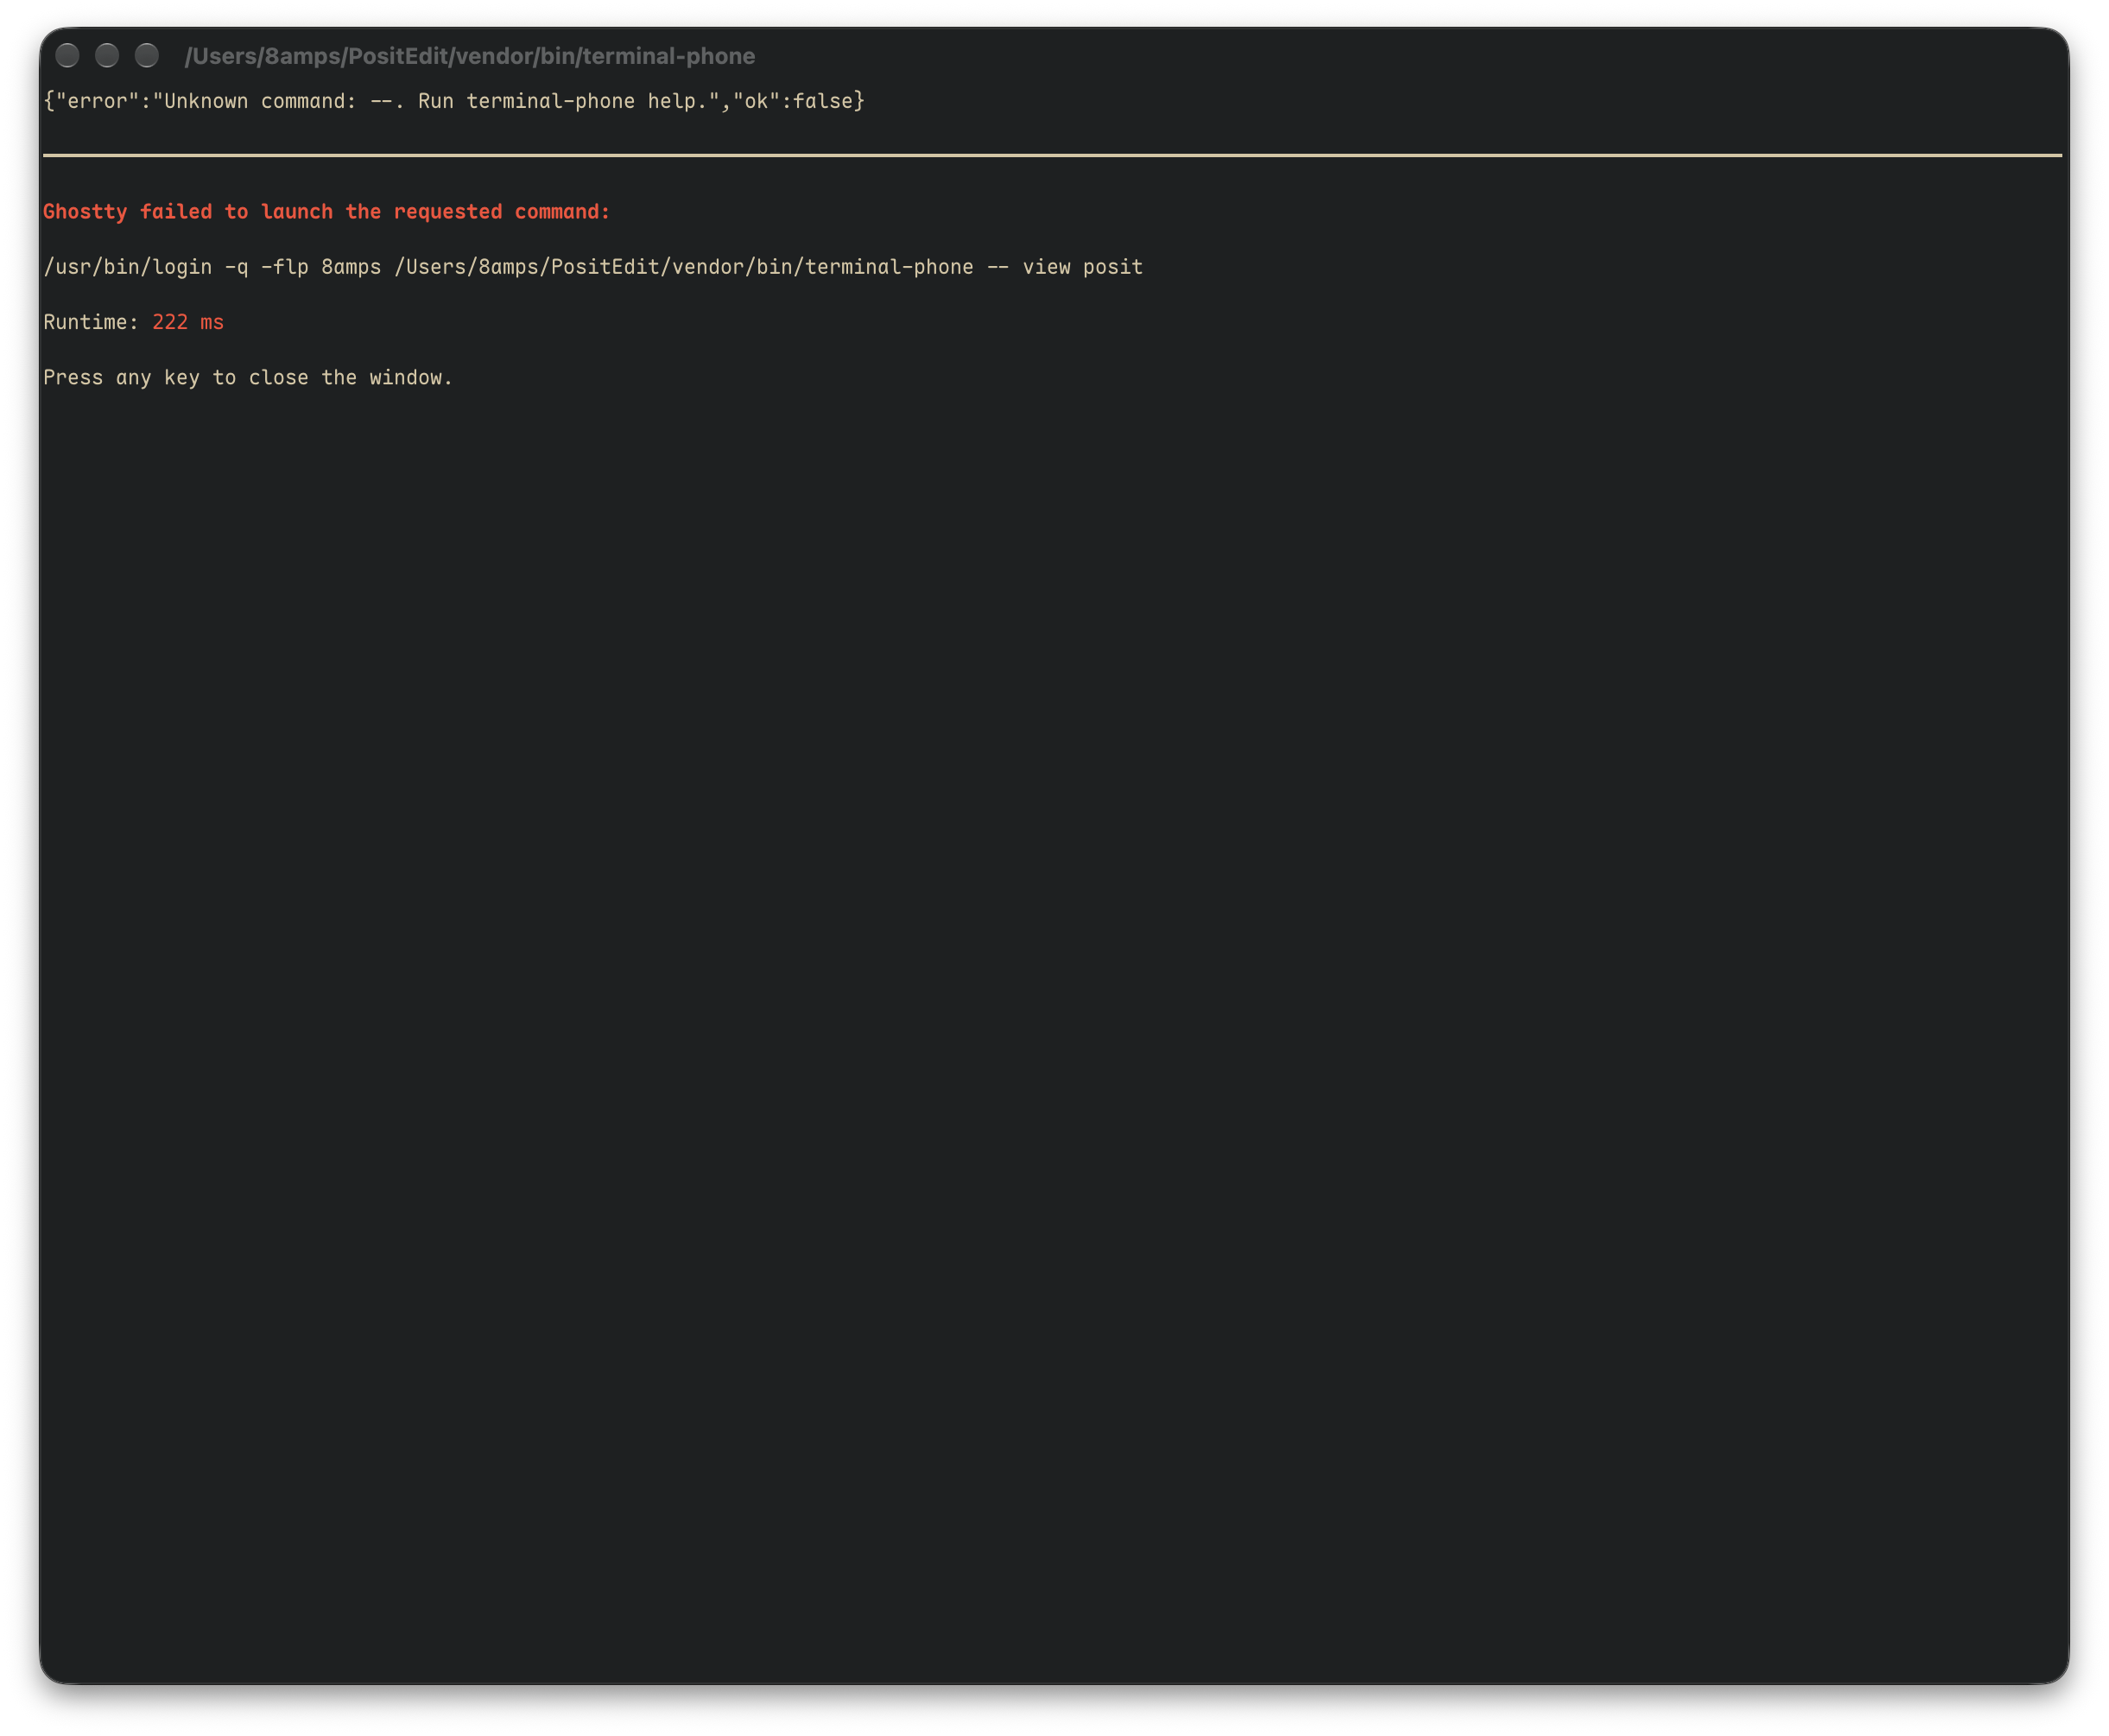 /Users/8amps/PositEdit/vendor/bin/terminal-phone
{"error":"Unknown command: --. Run terminal-phone help.","ok":false}
Ghostty failed to launch the requested command:
/usr/bin/login -q -flp 8amps /Users/8amps/PositEdit/vendor/bin/terminal-phone -- view posit
Runtime: 222 ms
Press any key to close the window.